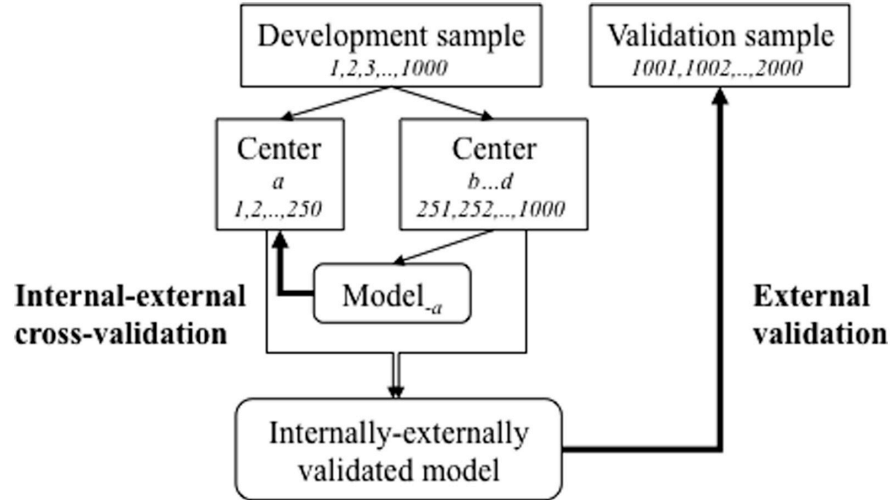 Development sample
1,2,3,..,1000
Validation sample
1001,1002,..,2000
Center
a
1,2,..,250
Center
b...d
251,252,..,1000
Model-a
Internal-external
cross-validation
External
validation
Internally-externally
validated model